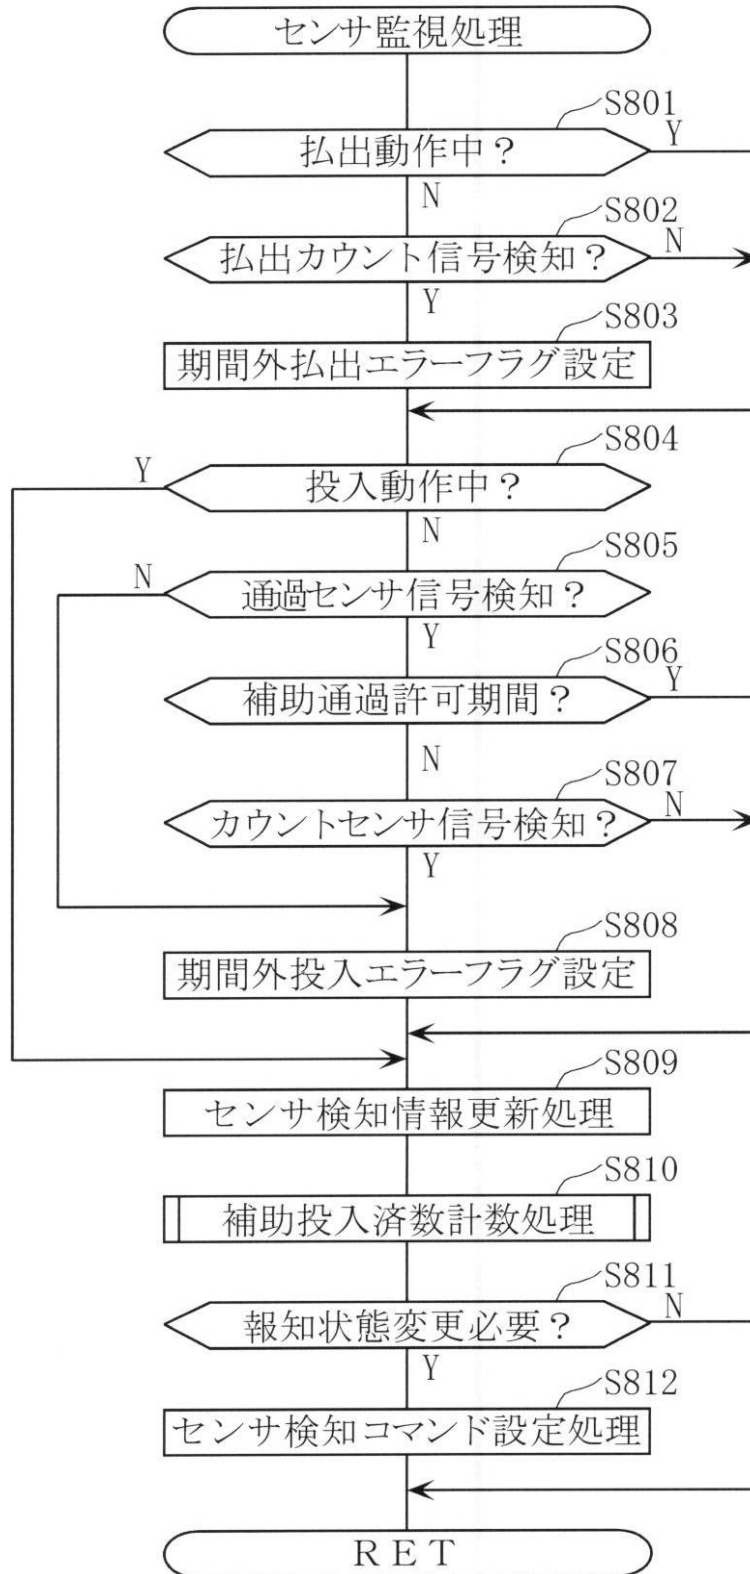 センサ監視処理
S801
払出動作中？
Y
N
S802
払出カウント信号検知？
N
Y
S803
期間外払出エラーフラグ設定
S804
Y
投入動作中？
N
S805
N
通過センサ信号検知？
Y
S806
補助通過許可期間？
Y
N
S807
カウントセンサ信号検知？
N
Y
S808
期間外投入エラーフラグ設定
S809
センサ検知情報更新処理
S810
補助投入済数計数処理
S811
報知状態変更必要？
N
Y
S812
センサ検知コマンド設定処理
RET